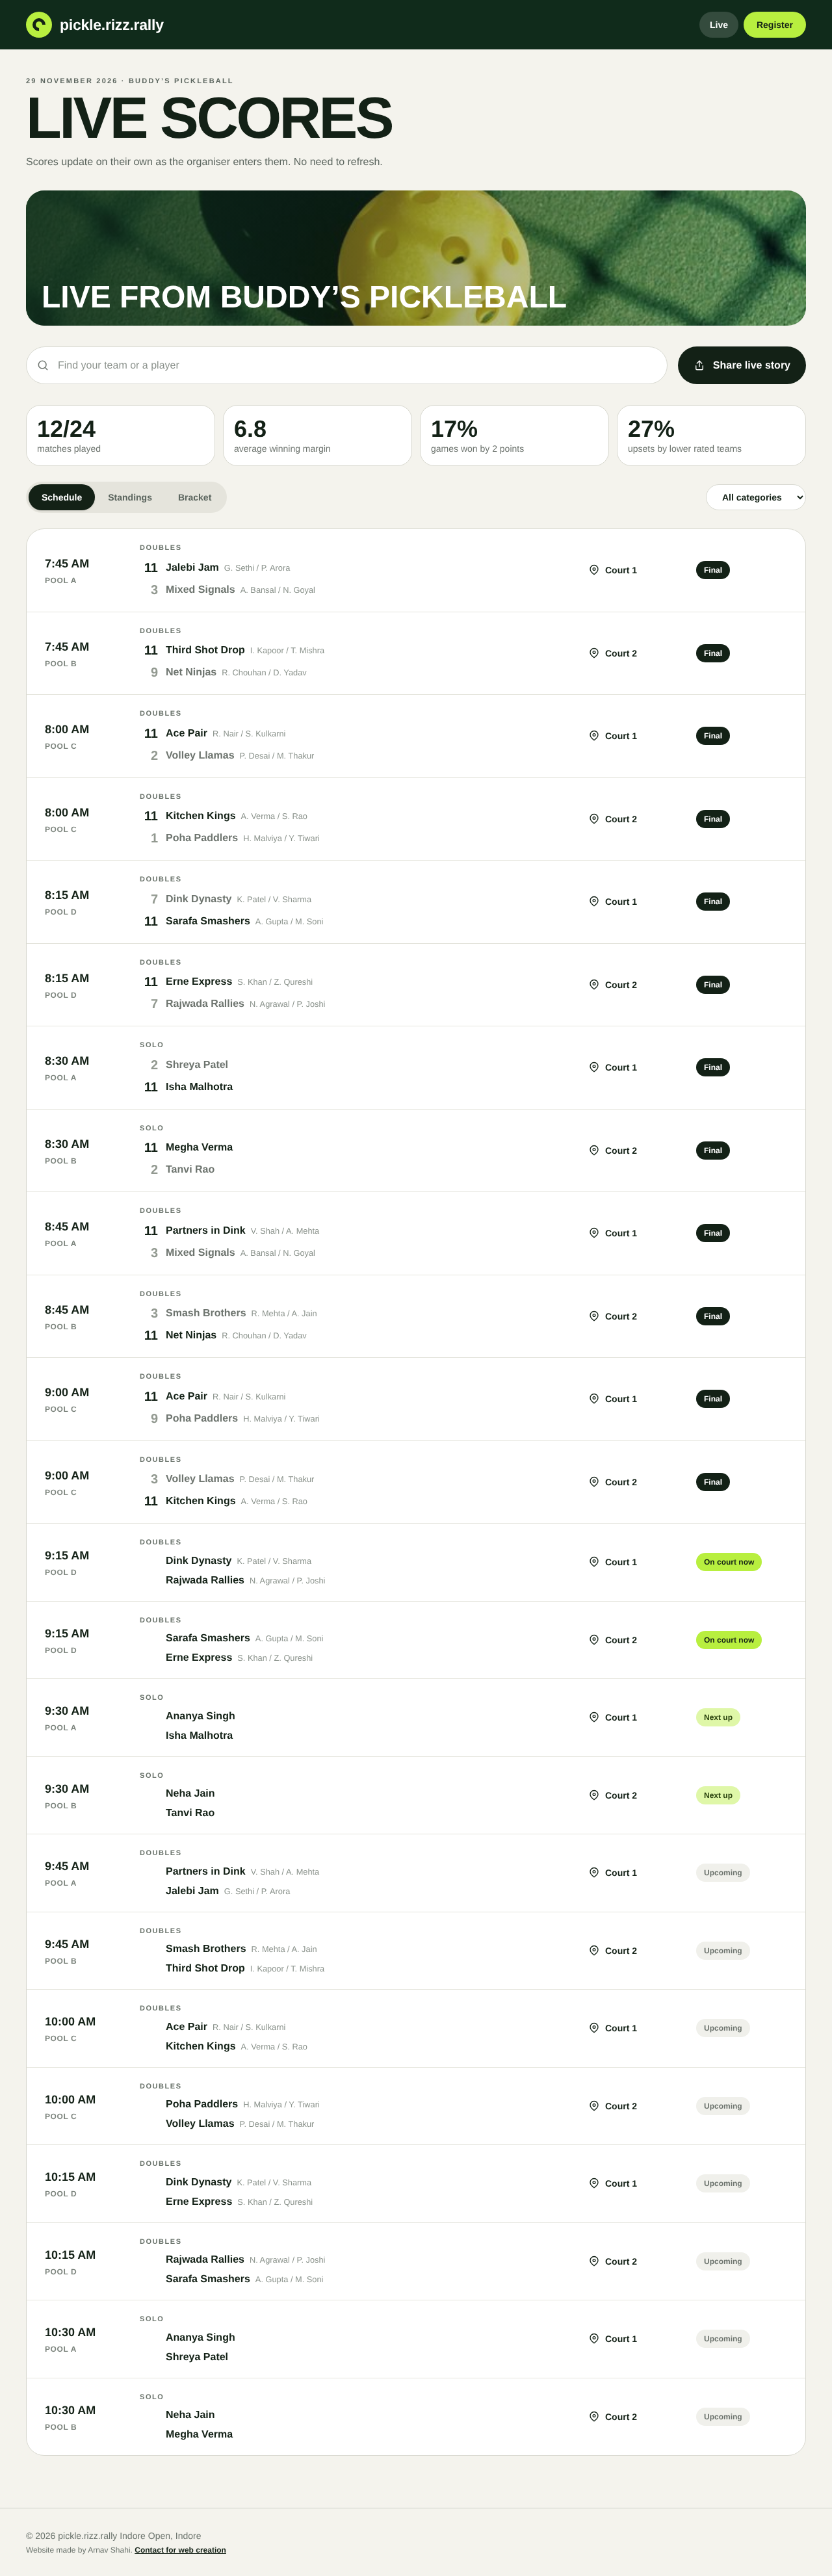 pickle.rizz.rally
Live
Register
29 NOVEMBER 2026 · BUDDY'S PICKLEBALL
LIVE SCORES
Scores update on their own as the organiser enters them. No need to refresh.
LIVE FROM BUDDY’S PICKLEBALL
Find your team or a player
Share live story
12/24
matches played
6.8
average winning margin
17%
games won by 2 points
27%
upsets by lower rated teams
Schedule
Standings
Bracket
All categories
7:45 AM
POOL A
DOUBLES
11 Jalebi Jam G. Sethi / P. Arora
3 Mixed Signals A. Bansal / N. Goyal
Court 1
Final
7:45 AM
POOL B
DOUBLES
11 Third Shot Drop I. Kapoor / T. Mishra
9 Net Ninjas R. Chouhan / D. Yadav
Court 2
Final
8:00 AM
POOL C
DOUBLES
11 Ace Pair R. Nair / S. Kulkarni
2 Volley Llamas P. Desai / M. Thakur
Court 1
Final
8:00 AM
POOL C
DOUBLES
11 Kitchen Kings A. Verma / S. Rao
1 Poha Paddlers H. Malviya / Y. Tiwari
Court 2
Final
8:15 AM
POOL D
DOUBLES
7 Dink Dynasty K. Patel / V. Sharma
11 Sarafa Smashers A. Gupta / M. Soni
Court 1
Final
8:15 AM
POOL D
DOUBLES
11 Erne Express S. Khan / Z. Qureshi
7 Rajwada Rallies N. Agrawal / P. Joshi
Court 2
Final
8:30 AM
POOL A
SOLO
2 Shreya Patel
11 Isha Malhotra
Court 1
Final
8:30 AM
POOL B
SOLO
11 Megha Verma
2 Tanvi Rao
Court 2
Final
8:45 AM
POOL A
DOUBLES
11 Partners in Dink V. Shah / A. Mehta
3 Mixed Signals A. Bansal / N. Goyal
Court 1
Final
8:45 AM
POOL B
DOUBLES
3 Smash Brothers R. Mehta / A. Jain
11 Net Ninjas R. Chouhan / D. Yadav
Court 2
Final
9:00 AM
POOL C
DOUBLES
11 Ace Pair R. Nair / S. Kulkarni
9 Poha Paddlers H. Malviya / Y. Tiwari
Court 1
Final
9:00 AM
POOL C
DOUBLES
3 Volley Llamas P. Desai / M. Thakur
11 Kitchen Kings A. Verma / S. Rao
Court 2
Final
9:15 AM
POOL D
DOUBLES
Dink Dynasty K. Patel / V. Sharma
Rajwada Rallies N. Agrawal / P. Joshi
Court 1
On court now
9:15 AM
POOL D
DOUBLES
Sarafa Smashers A. Gupta / M. Soni
Erne Express S. Khan / Z. Qureshi
Court 2
On court now
9:30 AM
POOL A
SOLO
Ananya Singh
Isha Malhotra
Court 1
Next up
9:30 AM
POOL B
SOLO
Neha Jain
Tanvi Rao
Court 2
Next up
9:45 AM
POOL A
DOUBLES
Partners in Dink V. Shah / A. Mehta
Jalebi Jam G. Sethi / P. Arora
Court 1
Upcoming
9:45 AM
POOL B
DOUBLES
Smash Brothers R. Mehta / A. Jain
Third Shot Drop I. Kapoor / T. Mishra
Court 2
Upcoming
10:00 AM
POOL C
DOUBLES
Ace Pair R. Nair / S. Kulkarni
Kitchen Kings A. Verma / S. Rao
Court 1
Upcoming
10:00 AM
POOL C
DOUBLES
Poha Paddlers H. Malviya / Y. Tiwari
Volley Llamas P. Desai / M. Thakur
Court 2
Upcoming
10:15 AM
POOL D
DOUBLES
Dink Dynasty K. Patel / V. Sharma
Erne Express S. Khan / Z. Qureshi
Court 1
Upcoming
10:15 AM
POOL D
DOUBLES
Rajwada Rallies N. Agrawal / P. Joshi
Sarafa Smashers A. Gupta / M. Soni
Court 2
Upcoming
10:30 AM
POOL A
SOLO
Ananya Singh
Shreya Patel
Court 1
Upcoming
10:30 AM
POOL B
SOLO
Neha Jain
Megha Verma
Court 2
Upcoming
© 2026 pickle.rizz.rally Indore Open, Indore
Website made by Arnav Shahi. Contact for web creation